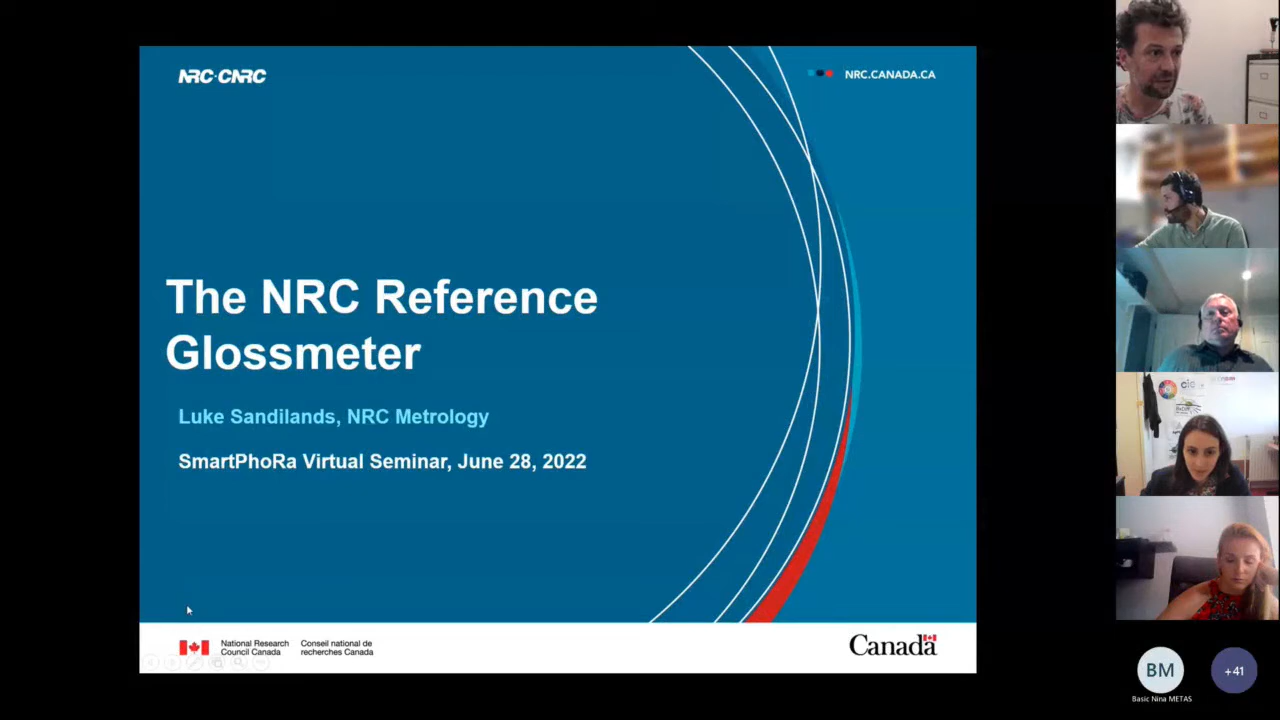 NRC·CNRC
NRC.CANADA.CA
The NRC Reference
Glossmeter
Luke Sandilands, NRC Metrology
SmartPhoRa Virtual Seminar, June 28, 2022
National Research
Council Canada
Conseil national de
recherches Canada
Canada
cie
BM
Basic Nina METAS
+41